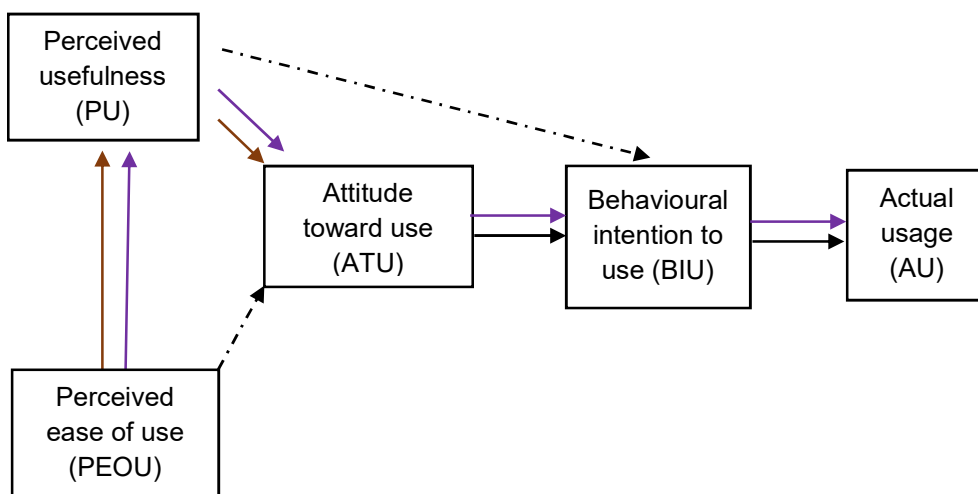 Perceived
usefulness
(PU)
Attitude
toward use
(ATU)
Behavioural
intention to
use (BIU)
Actual
usage
(AU)
Perceived
ease of use
(PEOU)